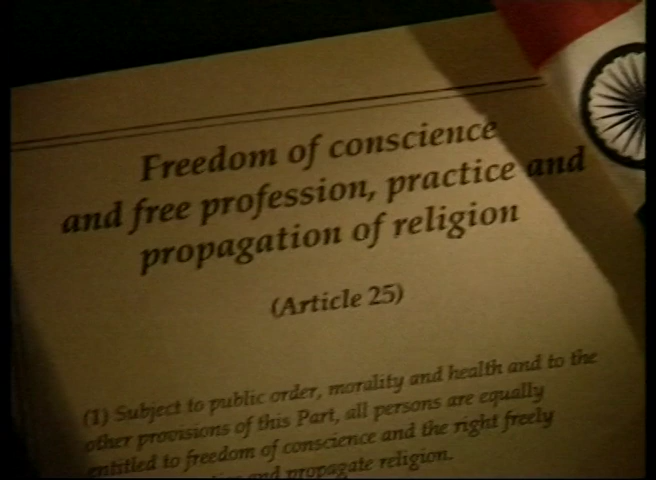 Freedom of conscience
and free profession, practice and
propagation of religion
(Article 25)
(1) Subject to public order, morality and health and to the
other provisions of this Part, all persons are equally
entitled to freedom of conscience and the right freely
and propagate religion.